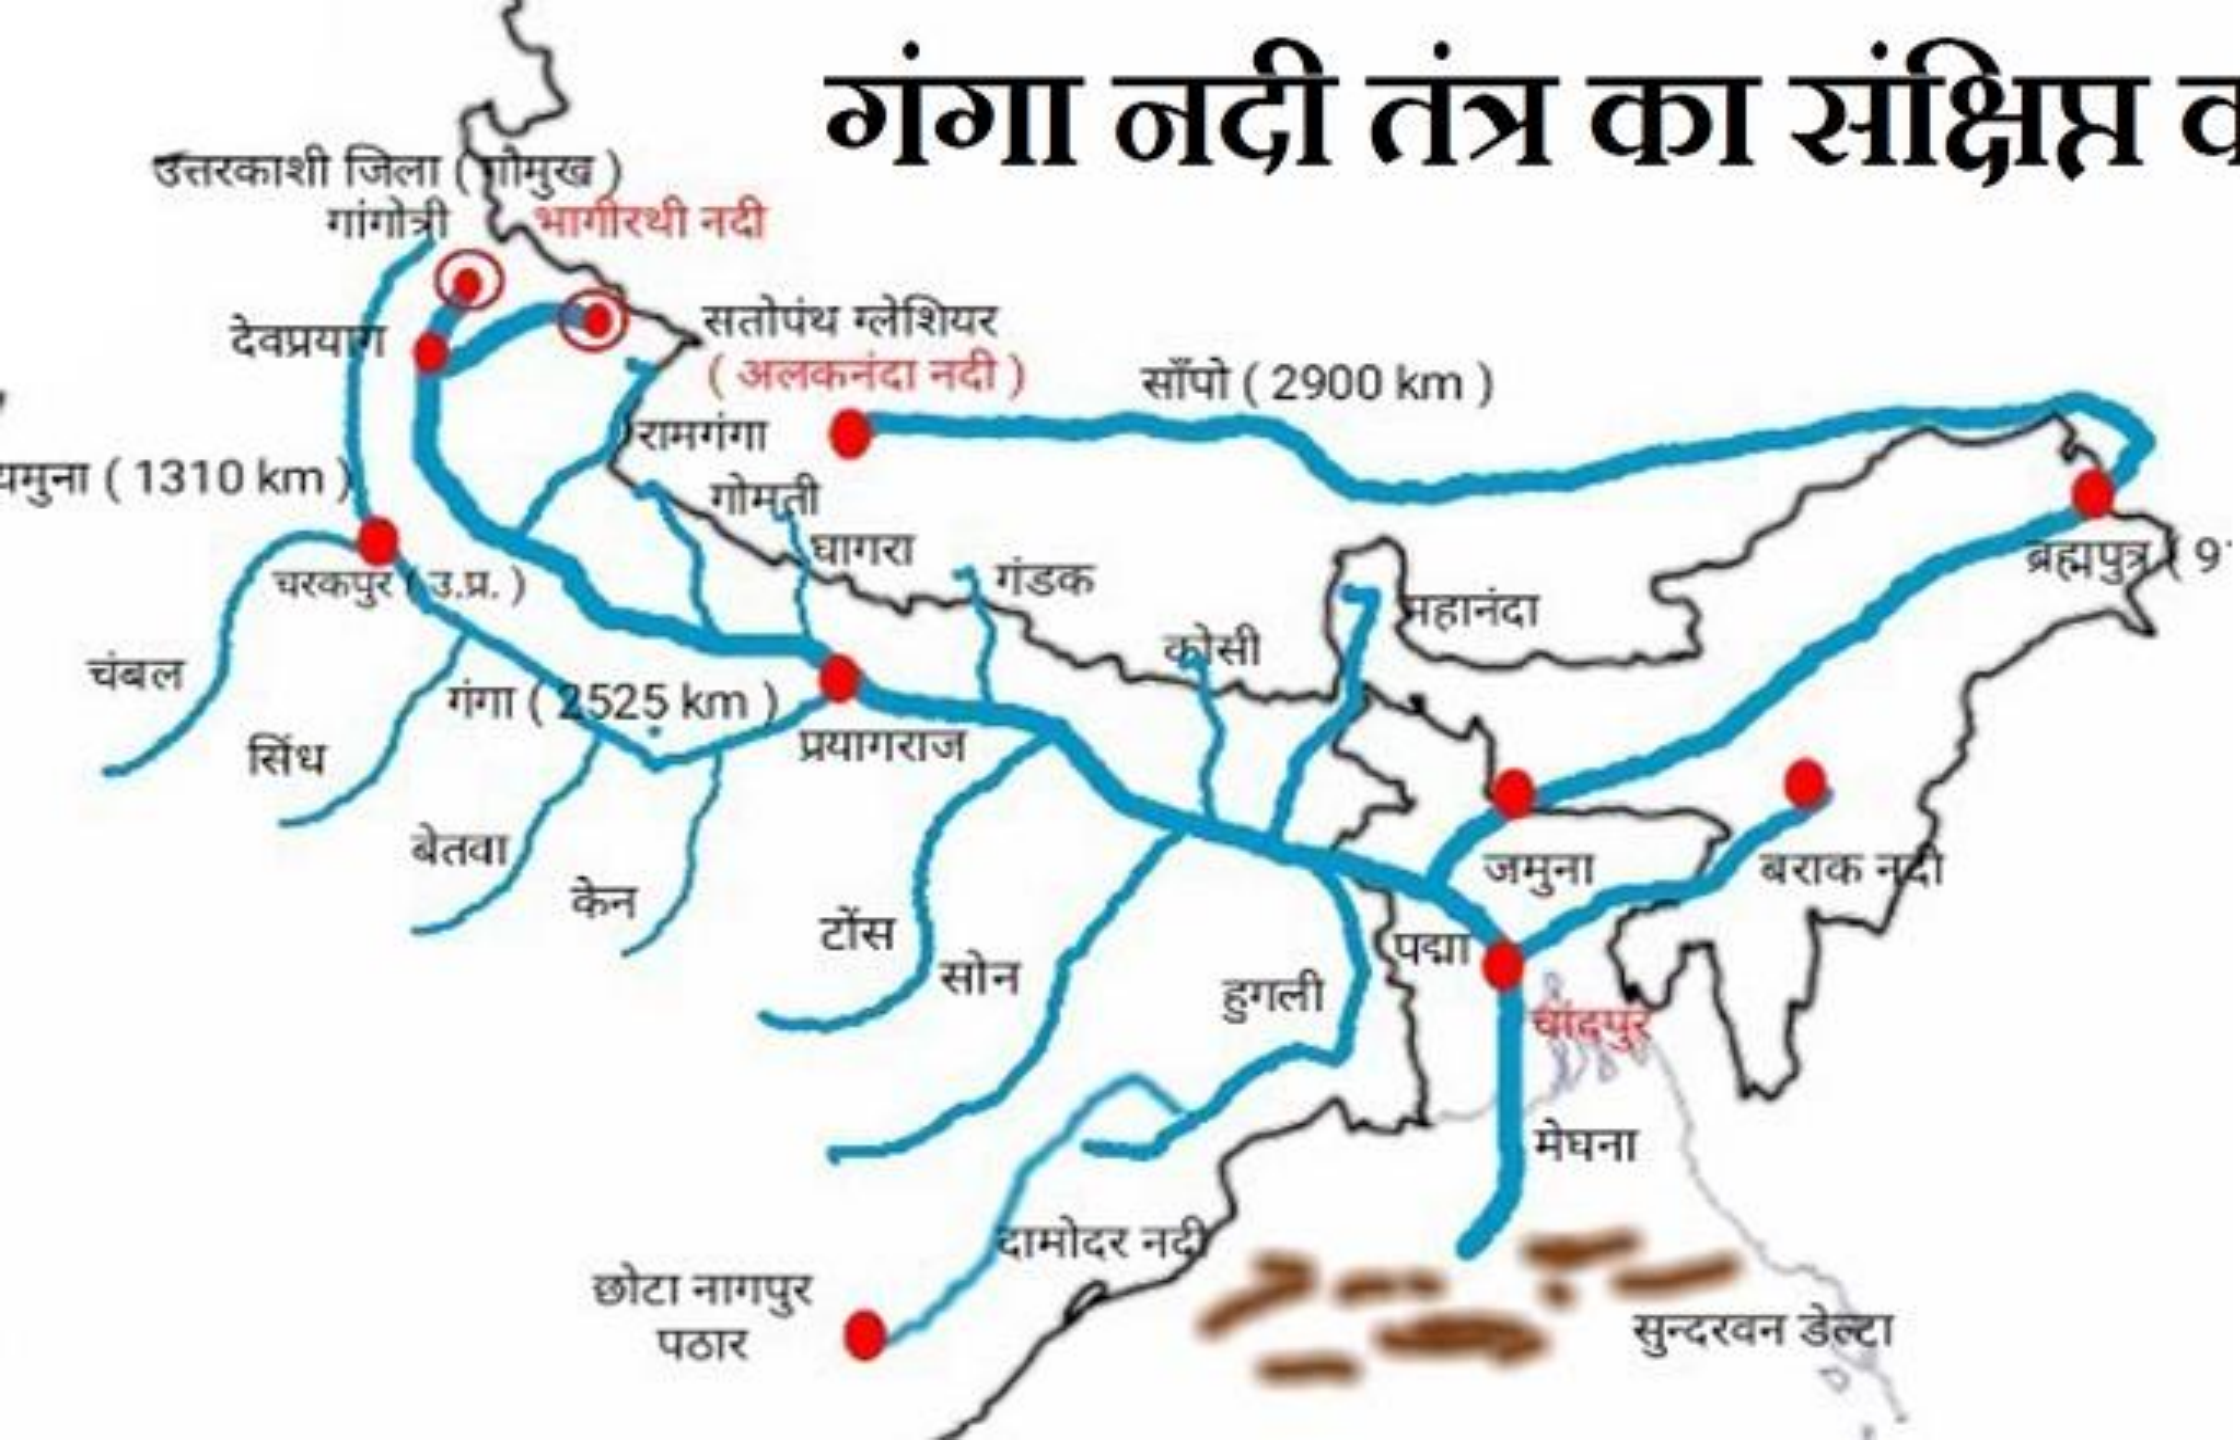 गंगा नदी तंत्र का संक्षिप्त
उत्तरकाशी जिला ( गोमुख )
गांगोत्री
भागीरथी नदी
देवप्रयाग
सतोपंथ ग्लेशियर
( अलकनंदा नदी )
साँपो ( 2900 km )
रामगंगा
यमुना ( 1310 km )
गोमती
घागरा
गंडक
ब्रह्मपुत्र (
चरकपुर ( उ.प्र. )
महानंदा
कोसी
चंबल
गंगा ( 2525 km )
सिंध
प्रयागराज
बेतवा
केन
जमुना
बराक नदी
टोंस
सोन
पद्मा
हुगली
चांदपुर
मेघना
दामोदर नदी
छोटा नागपुर
पठार
सुन्दरवन डेल्टा